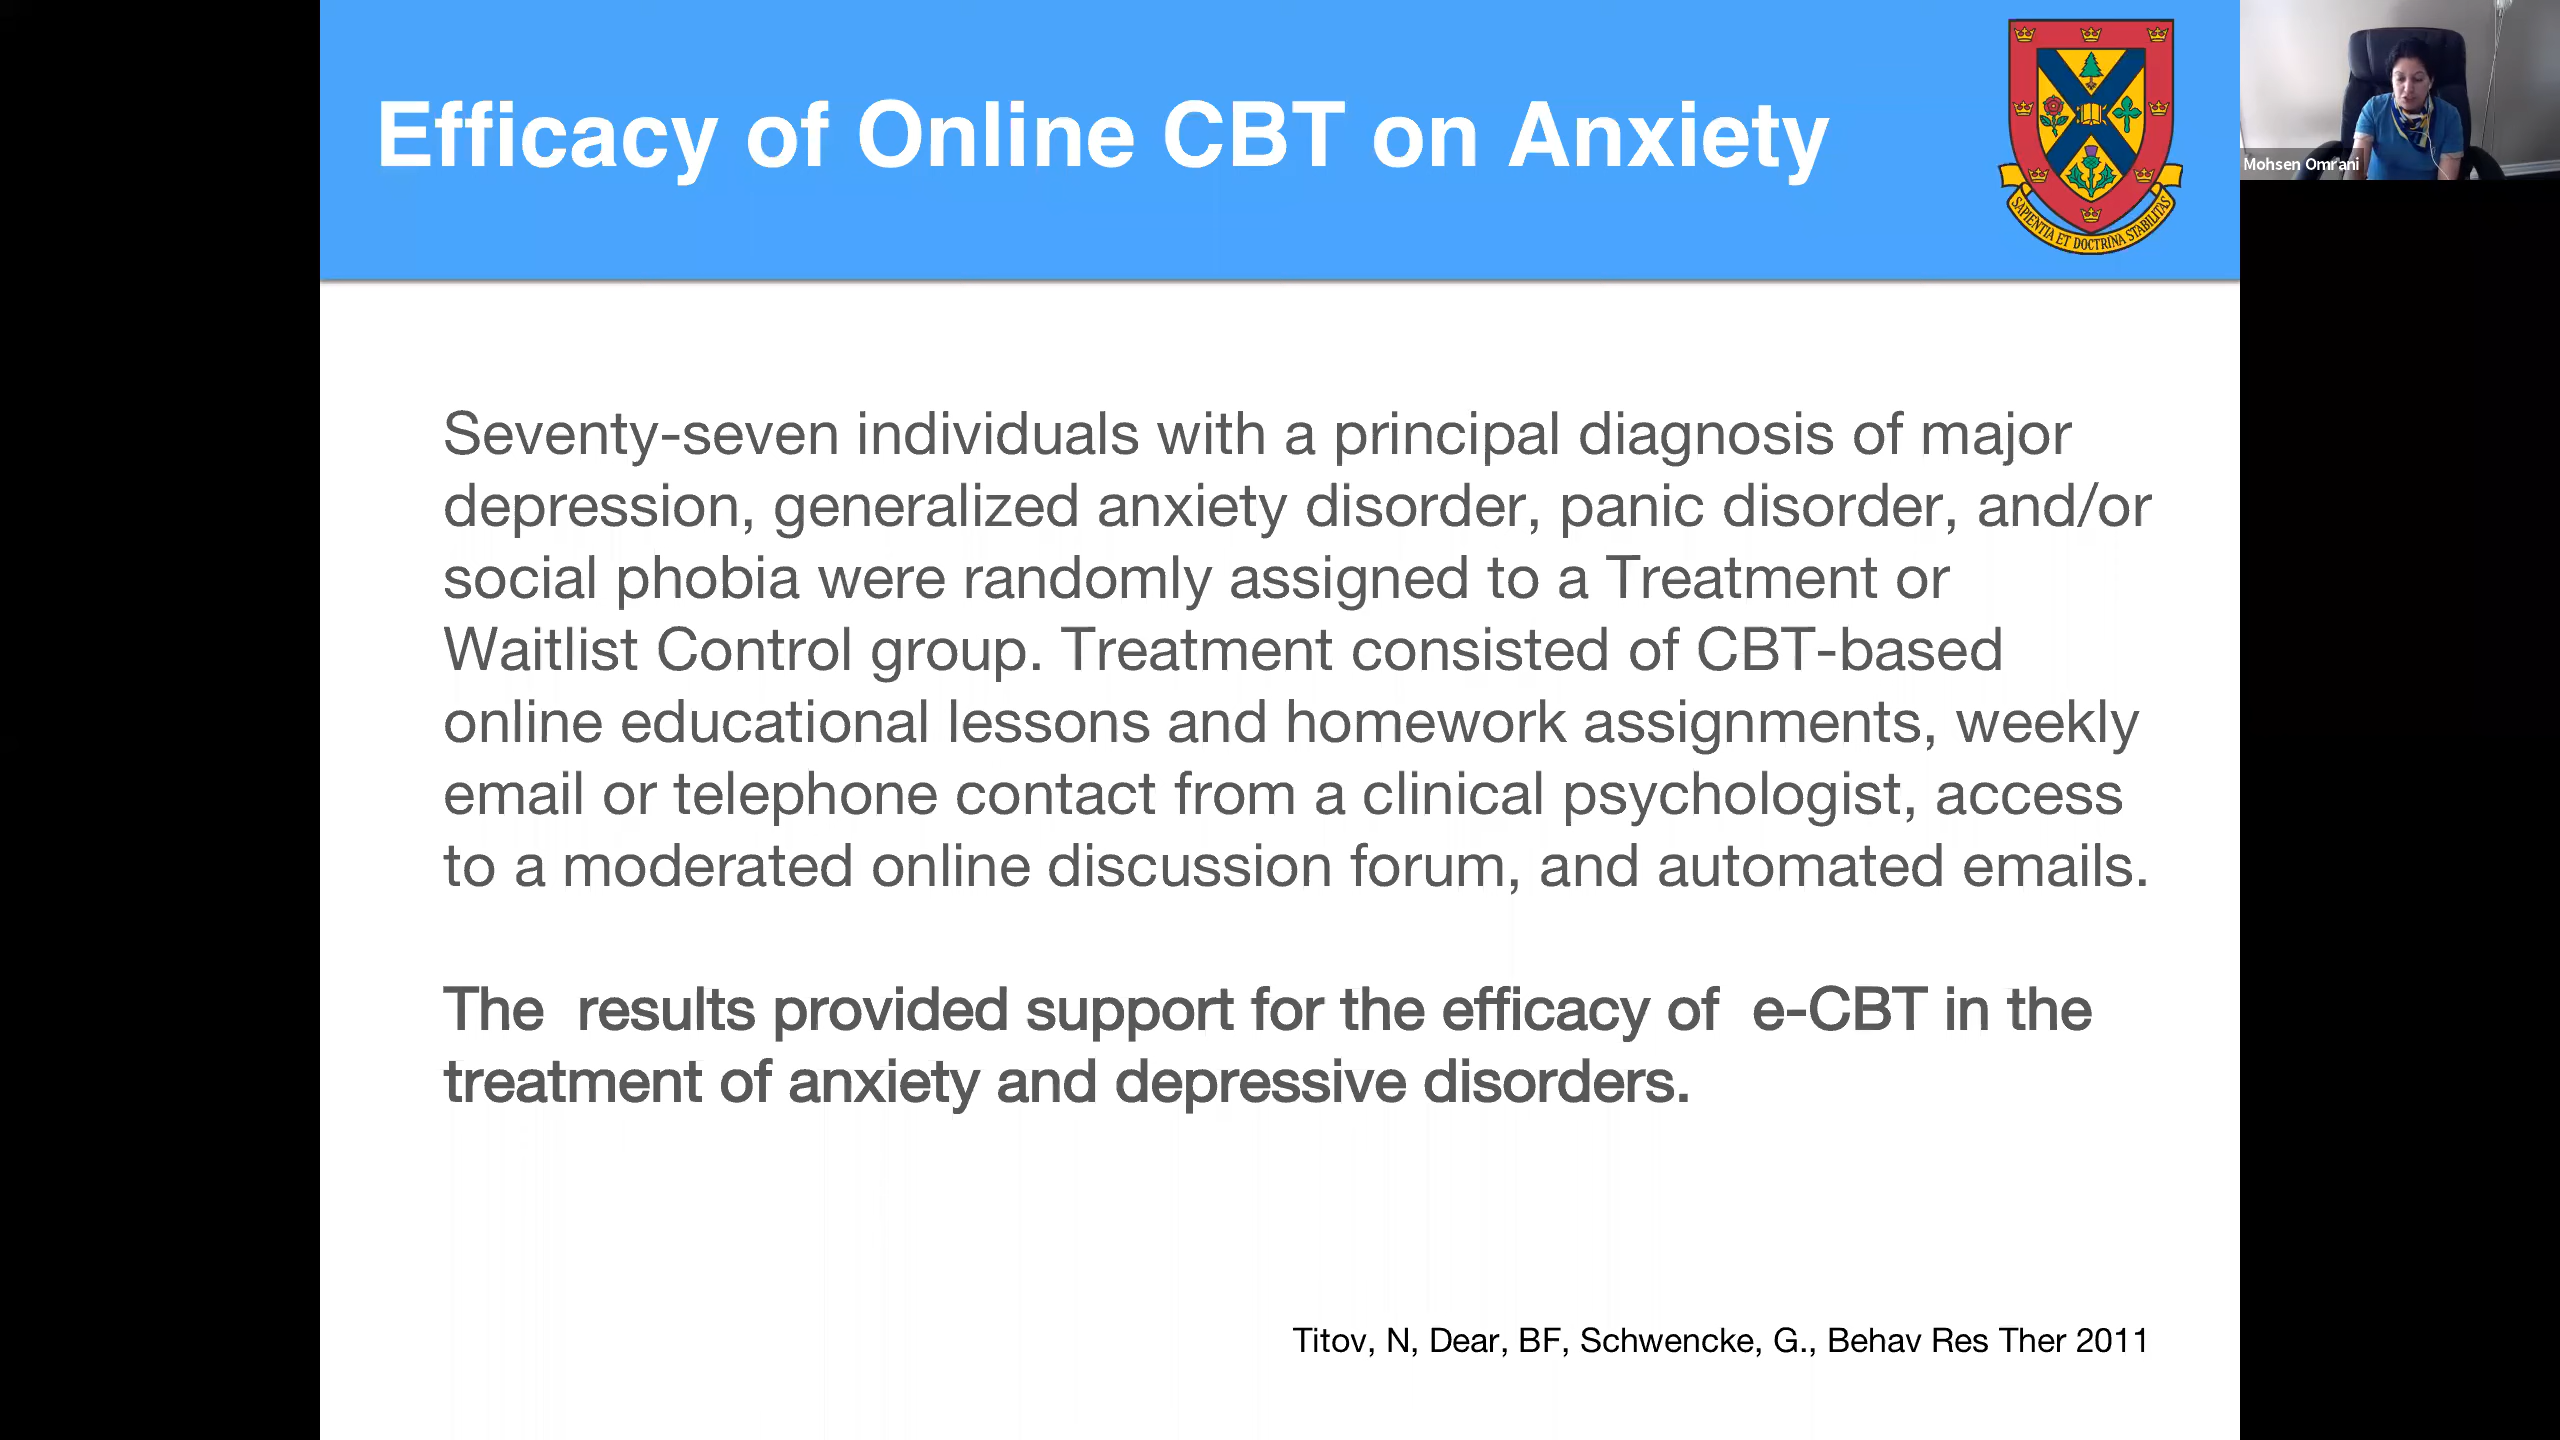 Efficacy of Online CBT on Anxiety
SAPIENTIA ET DOCTRINA STABILITAS
Mohsen Omrani
Seventy-seven individuals with a principal diagnosis of major
depression, generalized anxiety disorder, panic disorder, and/or
social phobia were randomly assigned to a Treatment or
Waitlist Control group. Treatment consisted of CBT-based
online educational lessons and homework assignments, weekly
email or telephone contact from a clinical psychologist, access
to a moderated online discussion forum, and automated emails.
The  results provided support for the efficacy of  e-CBT in the
treatment of anxiety and depressive disorders.
Titov, N, Dear, BF, Schwencke, G., Behav Res Ther 2011